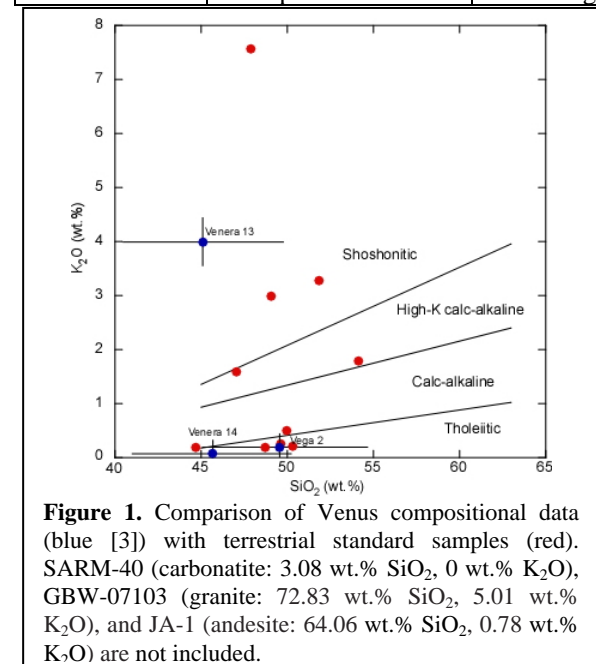 8
7
6
5
4
3
2
1
0
K₂O (wt.%)
Venera 13
Shoshonitic
High-K calc-alkaline
Calc-alkaline
Venera 14
Vega 2
Tholeiitic
40 45 50 55 60 65
SiO₂ (wt.%)
Figure 1. Comparison of Venus compositional data
(blue [3]) with terrestrial standard samples (red).
SARM-40 (carbonatite: 3.08 wt.% SiO₂, 0 wt.% K₂O),
GBW-07103 (granite: 72.83 wt.% SiO₂, 5.01 wt.%
K₂O), and JA-1 (andesite: 64.06 wt.% SiO₂, 0.78 wt.%
K₂O) are not included.